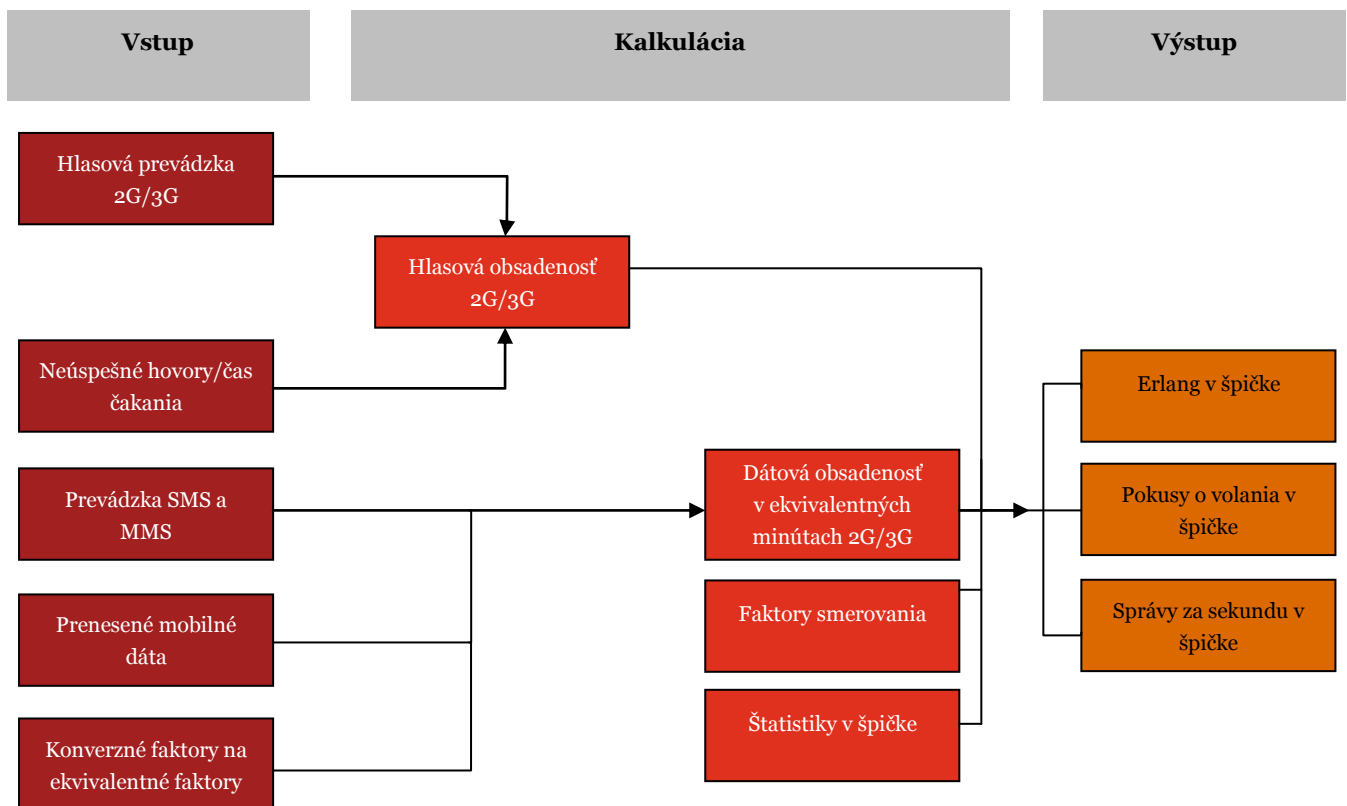 Vstup
Kalkulácia
Výstup
Hlasová prevádzka
2G/3G
Hlasová obsadenosť
2G/3G
Neúspešné hovory/čas
čakania
Erlang v špičke
Prevádzka SMS a
MMS
Dátová obsadenosť
v ekvivalentných
minútach 2G/3G
Pokusy o volania v
špičke
Prenesené mobilné
dáta
Faktory smerovania
Správy za sekundu v
špičke
Konverzné faktory na
ekvivalentné faktory
Štatistiky v špičke